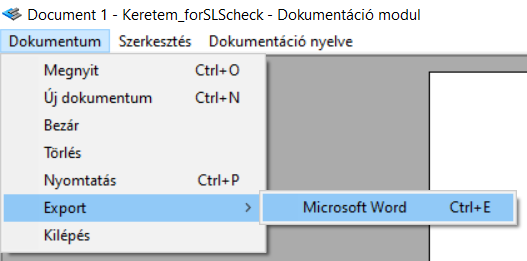 Document 1 - Keretem_forSLScheck - Dokumentáció modul
Dokumentum Szerkesztés Dokumentáció nyelve
Megnyit Ctrl+O
Új dokumentum Ctrl+N
Bezár
Törlés
Nyomtatás Ctrl+P
Export > Microsoft Word Ctrl+E
Kilépés